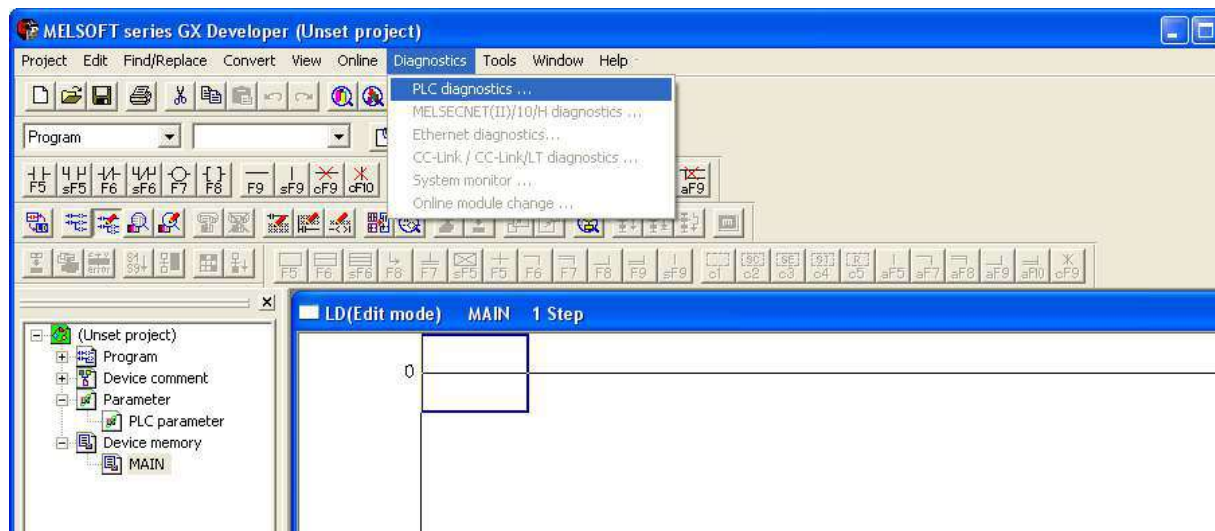 MELSOFT series GX Developer (Unset project)
Project Edit Find/Replace Convert View Online Diagnostics Tools Window Help
PLC diagnostics ...
MELSECNET(II)/10/H diagnostics ...
Ethernet diagnostics...
CC-Link / CC-Link/LT diagnostics ...
System monitor ...
Online module change ...
Program
F5 sF5 F6 sF6 F7 F8 F9 sF9 cF9 cF10 aF9
F5 F6 sF6 F8 F7 sF5 F5 F6 F7 F8 F9 sF9 c1 c2 c3 c4 c5 aF5 aF7 aF8 aF9 aF10 cF9
LD(Edit mode) MAIN 1 Step
(Unset project)
Program
Device comment
Parameter
PLC parameter
Device memory
MAIN
0